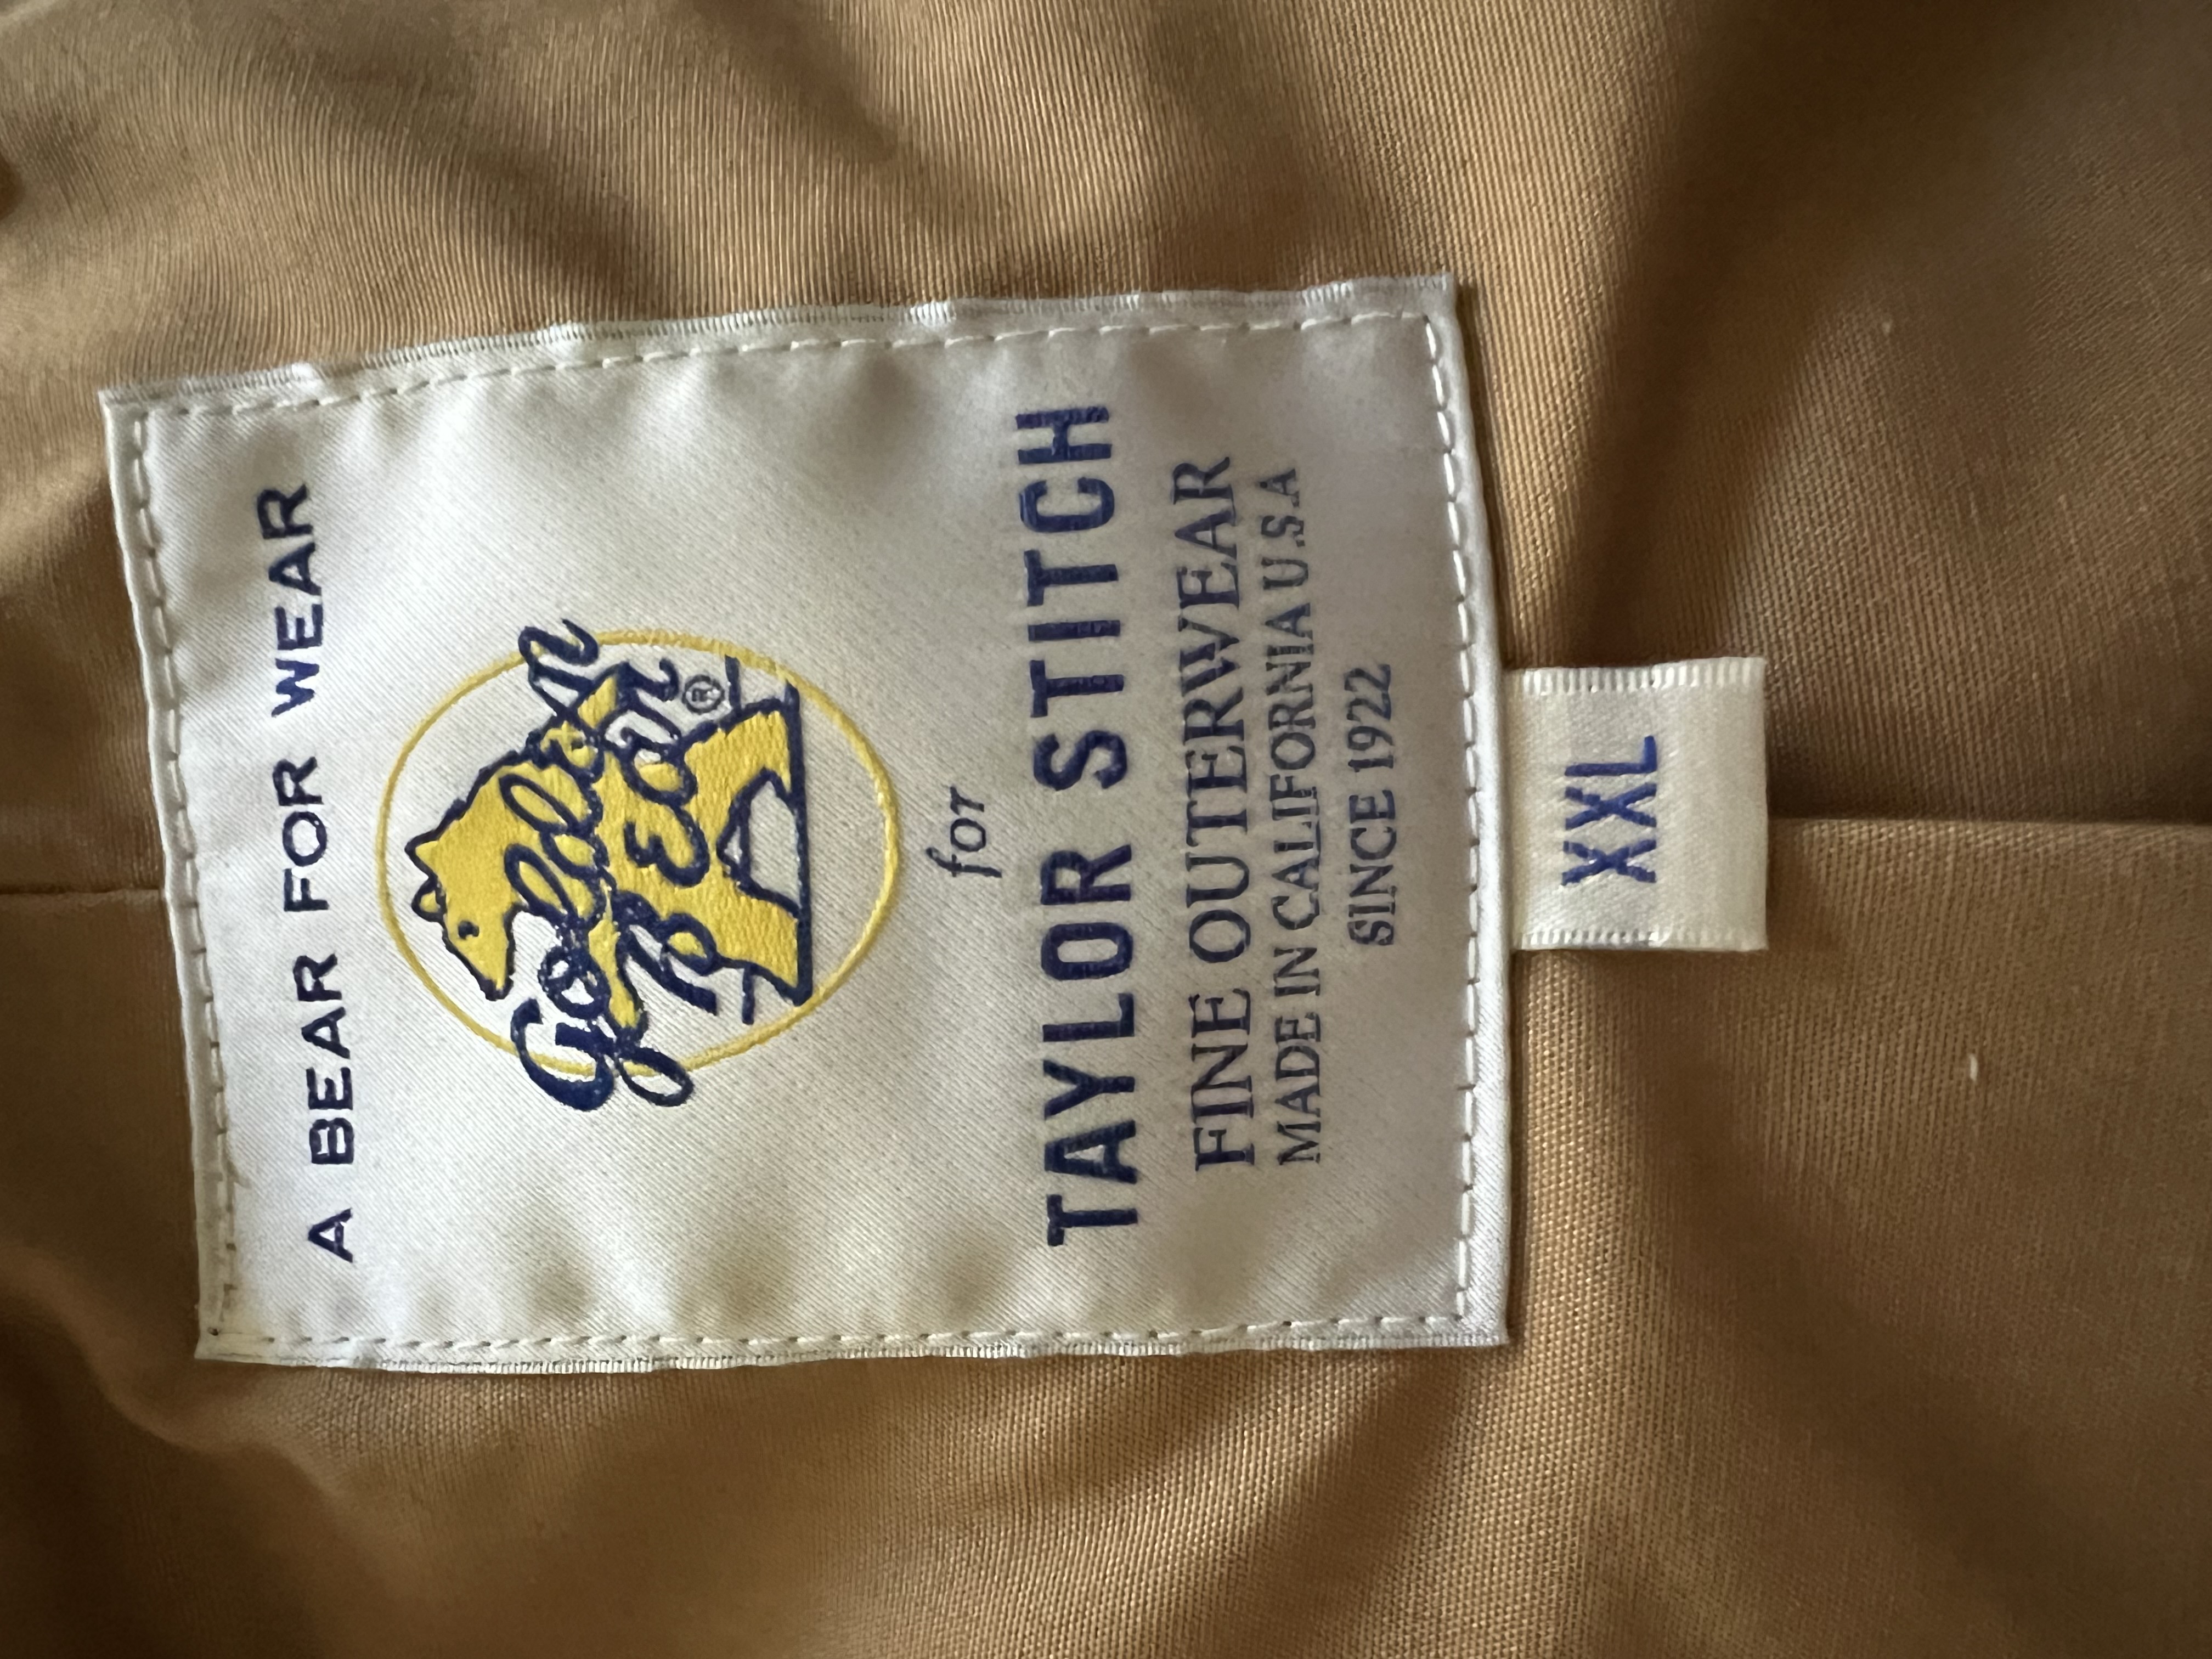 A BEAR FOR WEAR
Golden
Bear®
for
TAYLOR STITCH
FINE OUTERWEAR
MADE IN CALIFORNIA U.S.A
SINCE 1922
XXL